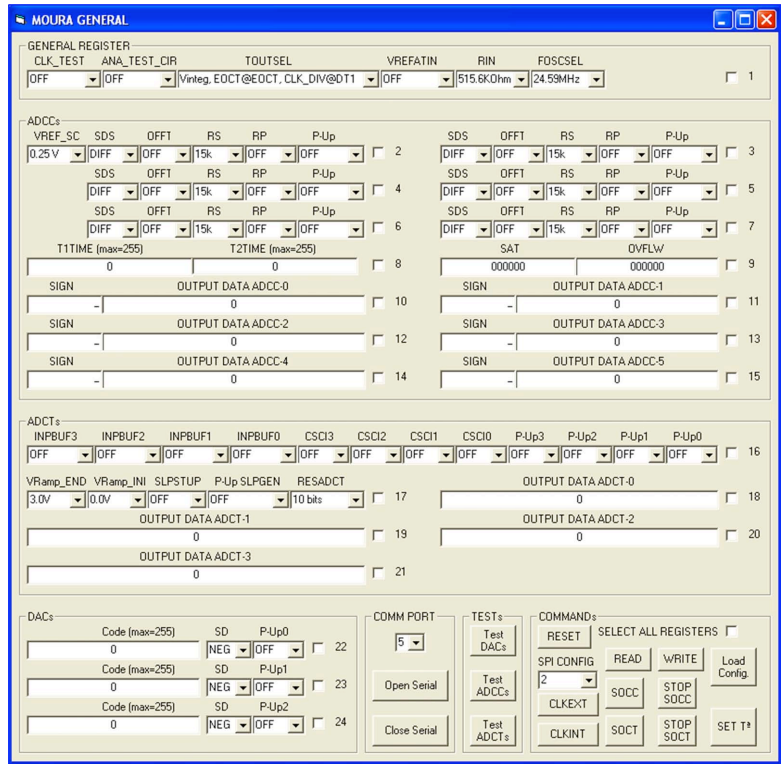 MOURA GENERAL
GENERAL REGISTER
CLK_TEST ANA_TEST_CIR TOUTSEL VREFATIN RIN FOSCSEL
OFF OFF Vinteg, EOCT@EOCT, CLK_DIV@DT1 OFF 515.6KOhm 24.59MHz 1
ADCCs
VREF_SC SDS OFFT RS RP P-Up SDS OFFT RS RP P-Up
0.25 V DIFF OFF 15k OFF OFF 2 DIFF OFF 15k OFF OFF 3
SDS OFFT RS RP P-Up SDS OFFT RS RP P-Up
DIFF OFF 15k OFF OFF 4 DIFF OFF 15k OFF OFF 5
SDS OFFT RS RP P-Up SDS OFFT RS RP P-Up
DIFF OFF 15k OFF OFF 6 DIFF OFF 15k OFF OFF 7
T1TIME (max=255) T2TIME (max=255) SAT OVFLW
0 0 8 000000 000000 9
SIGN OUTPUT DATA ADCC-0 SIGN OUTPUT DATA ADCC-1
_ 0 10 _ 0 11
SIGN OUTPUT DATA ADCC-2 SIGN OUTPUT DATA ADCC-3
_ 0 12 _ 0 13
SIGN OUTPUT DATA ADCC-4 SIGN OUTPUT DATA ADCC-5
_ 0 14 _ 0 15
ADCTs
INPBUF3 INPBUF2 INPBUF1 INPBUF0 CSCI3 CSCI2 CSCI1 CSCI0 P-Up3 P-Up2 P-Up1 P-Up0
OFF OFF OFF OFF OFF OFF OFF OFF OFF OFF OFF OFF 16
VRamp_END VRamp_INI SLPSTUP P-Up SLPGEN RESADCT OUTPUT DATA ADCT-0
3.0V 0.0V OFF OFF 10 bits 17 0 18
OUTPUT DATA ADCT-1 OUTPUT DATA ADCT-2
0 19 0 20
OUTPUT DATA ADCT-3
0 21
DACs
Code (max=255) SD P-Up0
0 NEG OFF 22
Code (max=255) SD P-Up1
0 NEG OFF 23
Code (max=255) SD P-Up2
0 NEG OFF 24
COMM PORT
5
Open Serial
Close Serial
TESTs
Test
DACs
Test
ADCCs
Test
ADCTs
COMMANDs
RESET SELECT ALL REGISTERS
SPI CONFIG READ WRITE Load
Config.
2
CLKEXT SOCC STOP
SOCC
CLKINT SOCT STOP
SOCT SET Tª